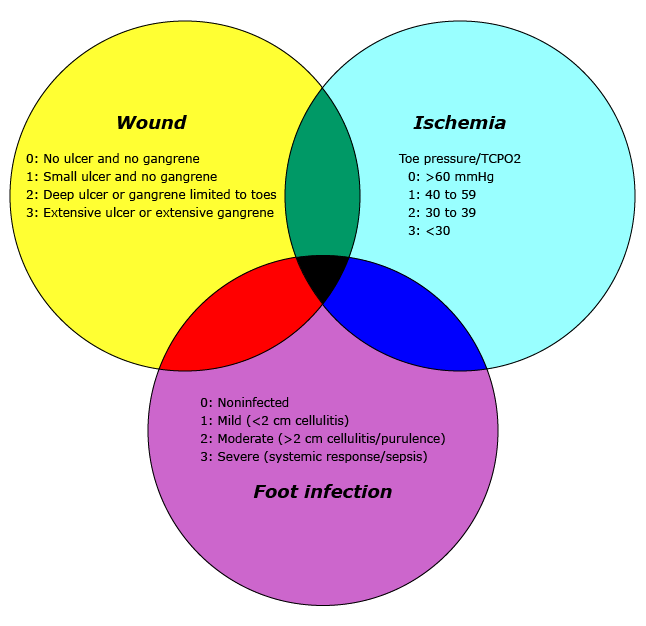 Wound
0: No ulcer and no gangrene
1: Small ulcer and no gangrene
2: Deep ulcer or gangrene limited to toes
3: Extensive ulcer or extensive gangrene
Ischemia
Toe pressure/TCPO2
0: >60 mmHg
1: 40 to 59
2: 30 to 39
3: <30
0: Noninfected
1: Mild (<2 cm cellulitis)
2: Moderate (>2 cm cellulitis/purulence)
3: Severe (systemic response/sepsis)
Foot infection